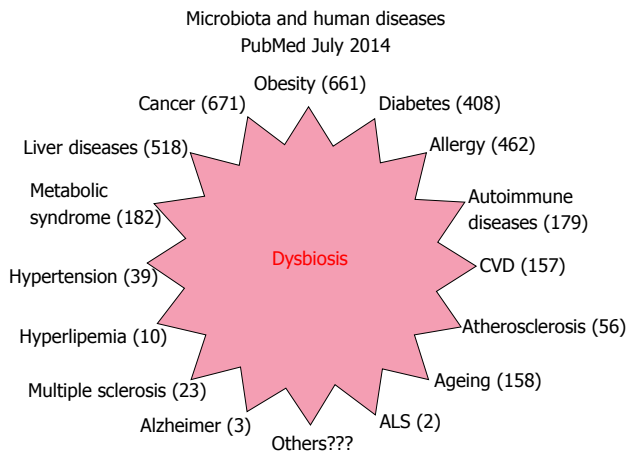 Microbiota and human diseases
PubMed July 2014
Obesity (661)
Cancer (671)
Diabetes (408)
Liver diseases (518)
Allergy (462)
Metabolic
syndrome (182)
Autoimmune
diseases (179)
Dysbiosis
CVD (157)
Hypertension (39)
Hyperlipemia (10)
Atherosclerosis (56)
Multiple sclerosis (23)
Ageing (158)
Alzheimer (3)
ALS (2)
Others???